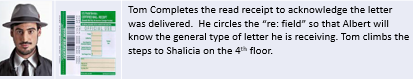 Tom Completes the read receipt to acknowledge the letter
was delivered.  He circles the “re: field” so that Albert will
know the general type of letter he is receiving. Tom climbs the
steps to Shalicia on the 4th floor.